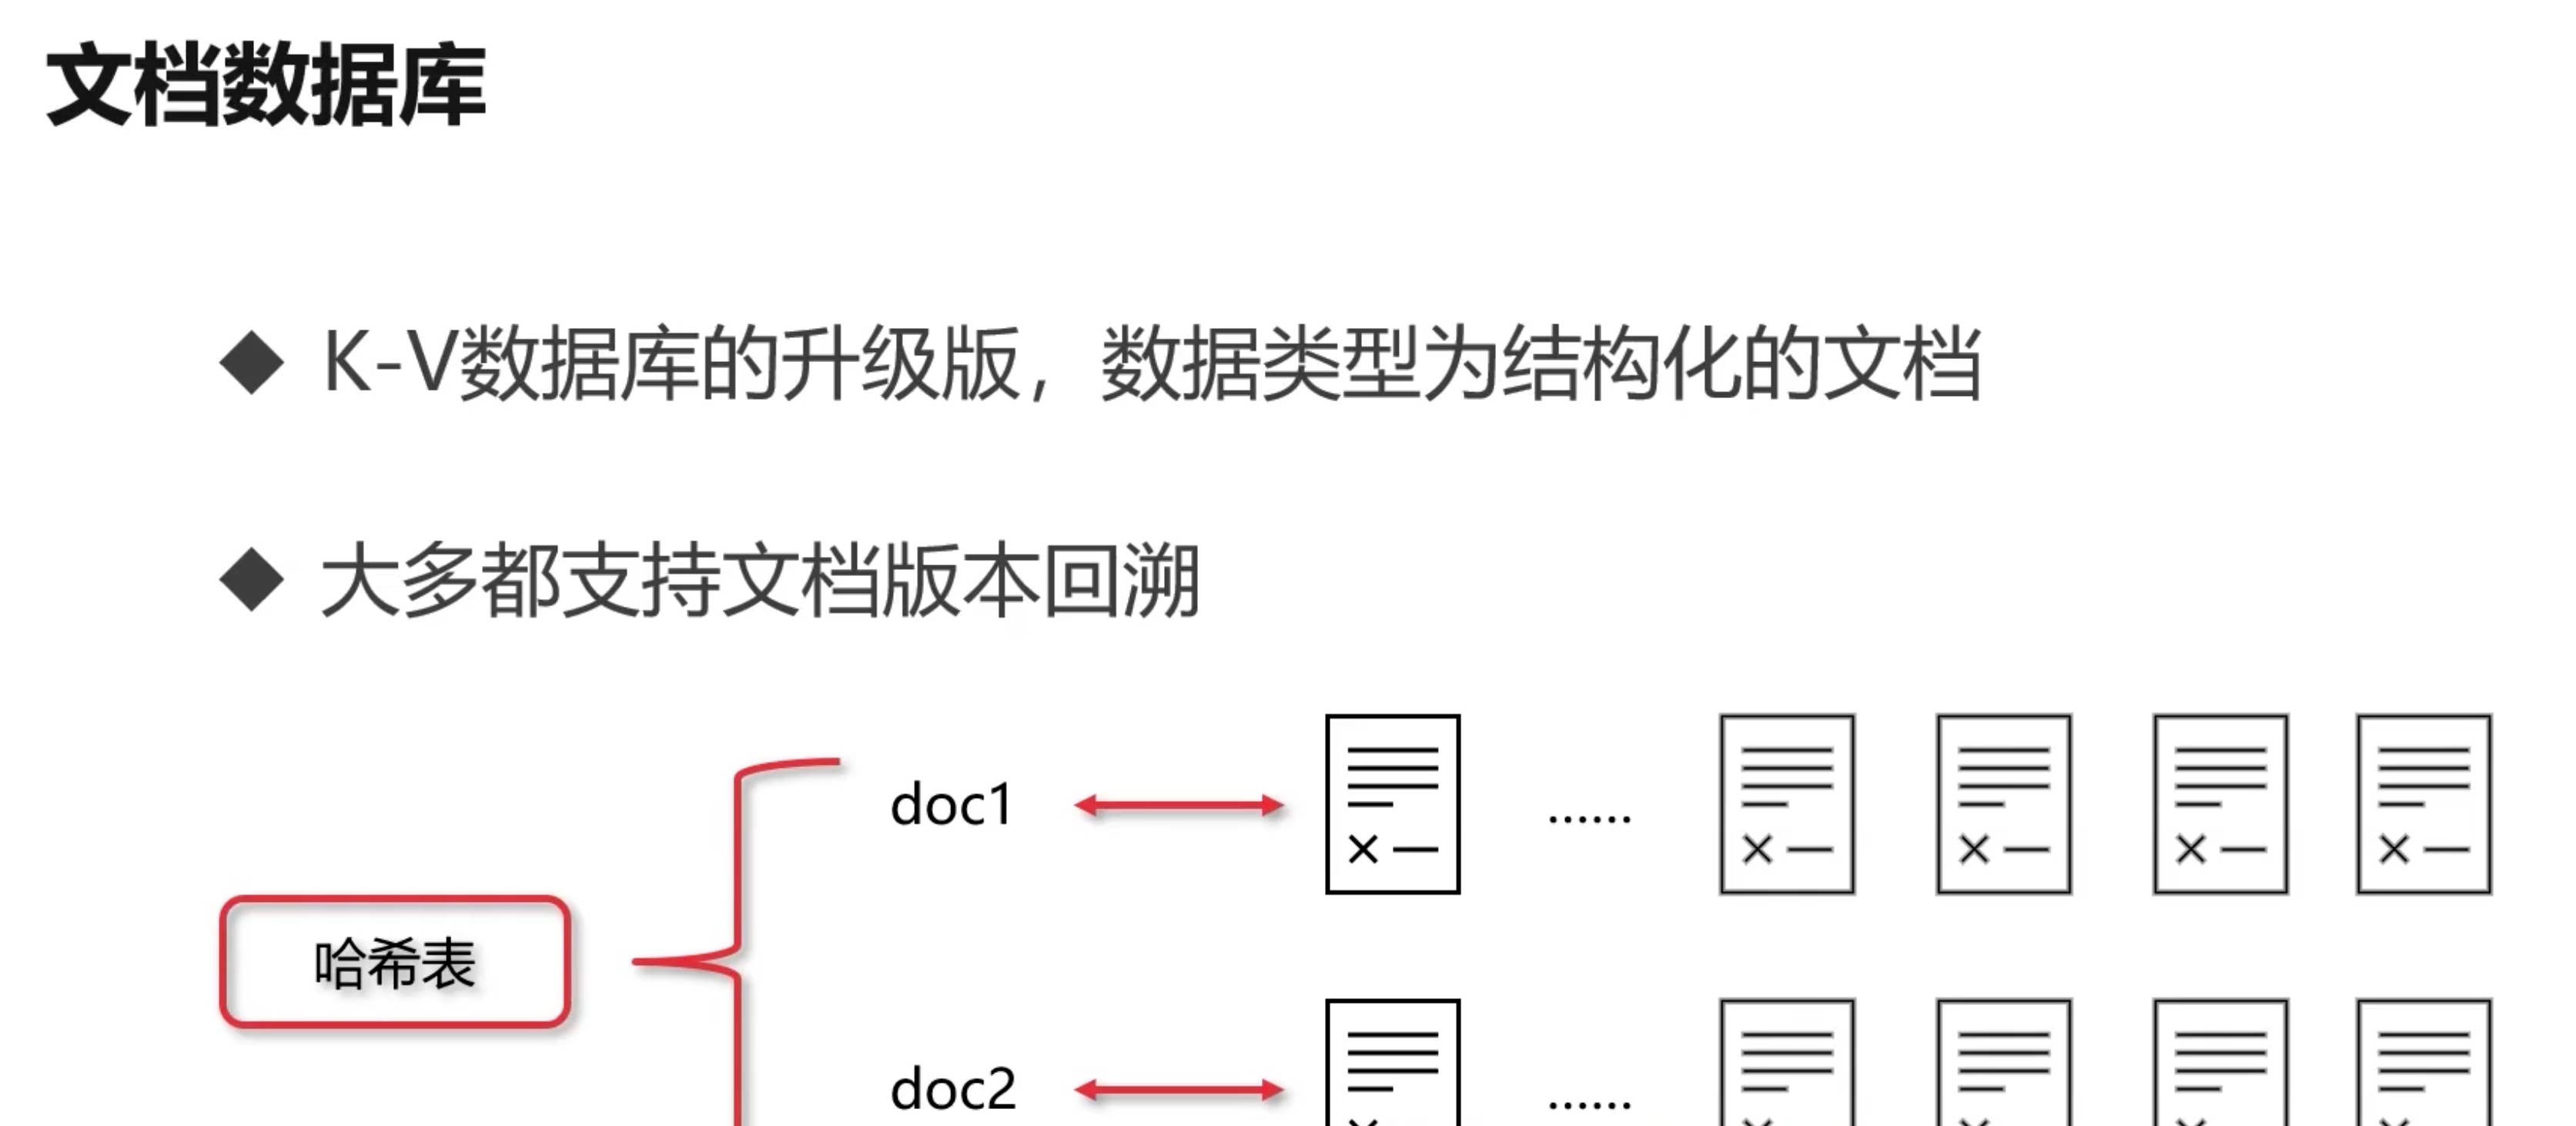 文档数据库
◆ K-V数据库的升级版，数据类型为结构化的文档
◆ 大多都支持文档版本回溯
doc1 ......
哈希表
doc2 ......